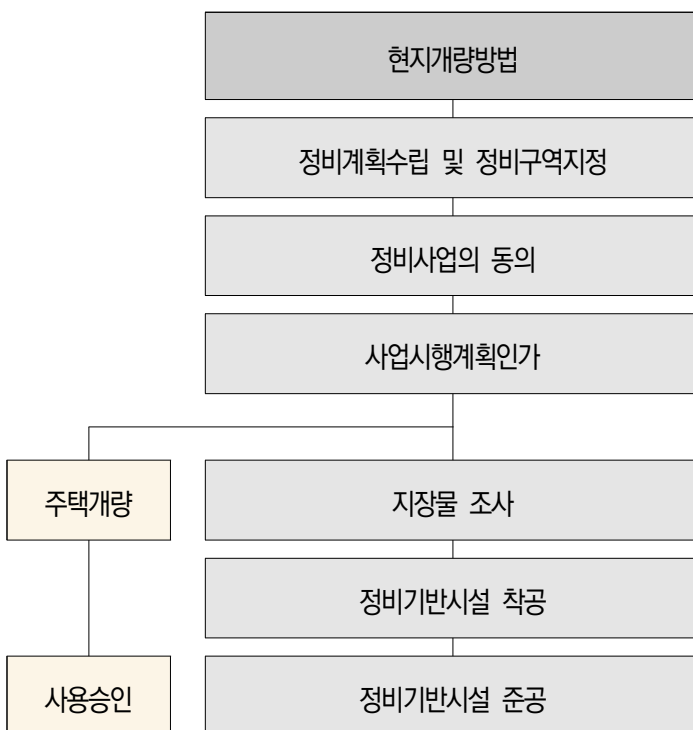 현지개량방법
정비계획수립 및 정비구역지정
정비사업의 동의
사업시행계획인가
주택개량
지장물 조사
정비기반시설 착공
사용승인
정비기반시설 준공